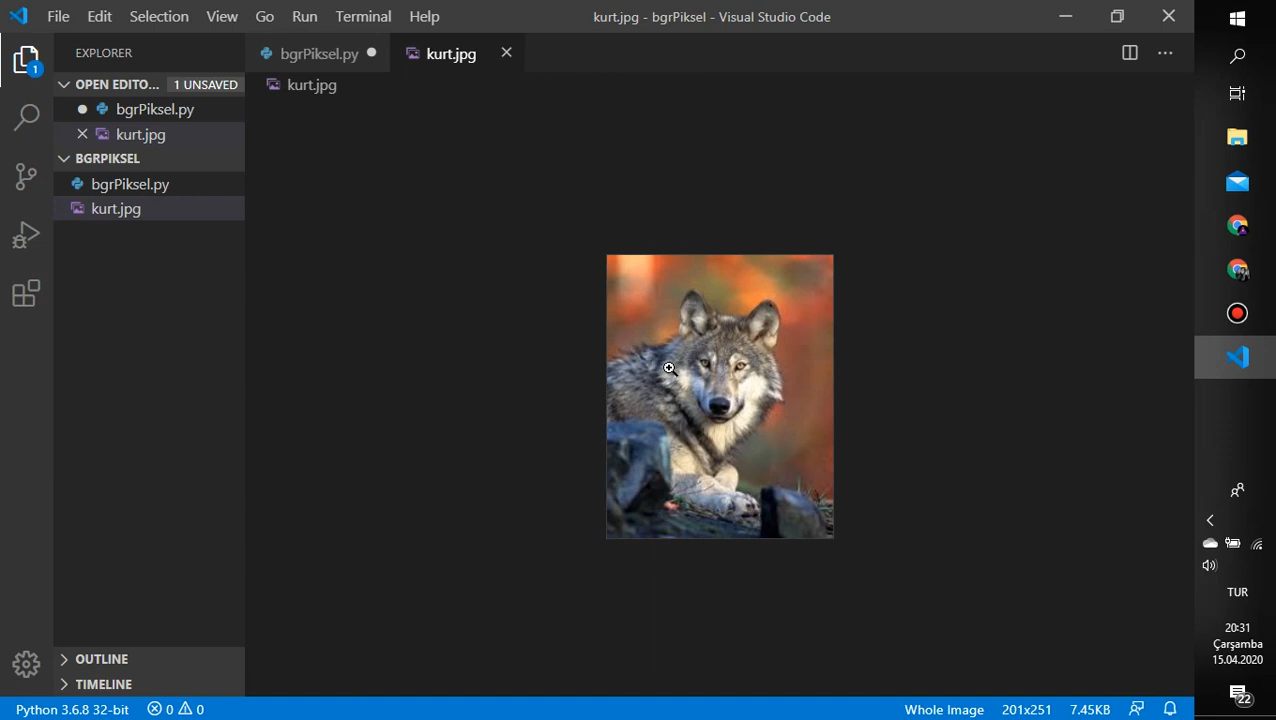 File Edit Selection View Go Run Terminal Help kurt.jpg - bgrPiksel - Visual Studio Code
EXPLORER
bgrPiksel.py kurt.jpg
OPEN EDITO... 1 UNSAVED
kurt.jpg
bgrPiksel.py
kurt.jpg
BGRPIKSEL
bgrPiksel.py
kurt.jpg
1
OUTLINE
TIMELINE
Python 3.6.8 32-bit 0 0 Whole Image 201x251 7.45KB
TUR
20:31
Çarşamba
15.04.2020
22